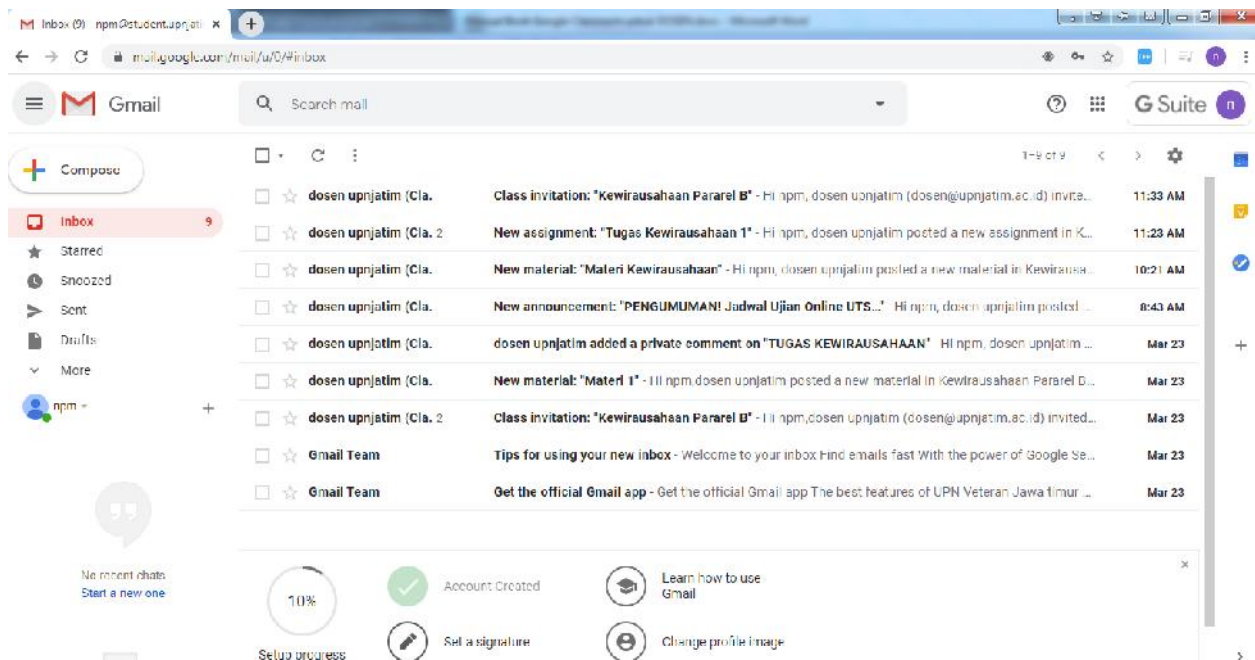 Inbox (9) npm@student.upnjati
mail.google.com/mail/u/0/#inbox
Gmail
Search mail
G Suite n
Compose
1–9 of 9
Inbox 9
Starred
Snoozed
Sent
Drafts
More
npm
No recent chats
Start a new one
dosen upnjatim (Cla. Class invitation: "Kewirausahaan Pararel B" - Hi npm, dosen upnjatim (dosen@upnjatim.ac.id) invite... 11:33 AM
dosen upnjatim (Cla. 2 New assignment: "Tugas Kewirausahaan 1" - Hi npm, dosen upnjatim posted a new assignment in K... 11:23 AM
dosen upnjatim (Cla. New material: "Materi Kewirausahaan" - Hi npm, dosen upnjatim posted a new material in Kewirausa... 10:21 AM
dosen upnjatim (Cla. New announcement: "PENGUMUMAN! Jadwal Ujian Online UTS..." Hi npm, dosen upnjatim posted ... 8:43 AM
dosen upnjatim (Cla. dosen upnjatim added a private comment on "TUGAS KEWIRAUSAHAAN" Hi npm, dosen upnjatim ... Mar 23
dosen upnjatim (Cla. New material: "Materi 1" - Hi npm,dosen upnjatim posted a new material in Kewirausahaan Pararel B... Mar 23
dosen upnjatim (Cla. 2 Class invitation: "Kewirausahaan Pararel B" - Hi npm,dosen upnjatim (dosen@upnjatim.ac.id) invited... Mar 23
Gmail Team Tips for using your new inbox - Welcome to your inbox Find emails fast With the power of Google Se... Mar 23
Gmail Team Get the official Gmail app - Get the official Gmail app The best features of UPN Veteran Jawa timur ... Mar 23
10%
Setup progress
Account Created
Learn how to use
Gmail
Set a signature
Change profile image